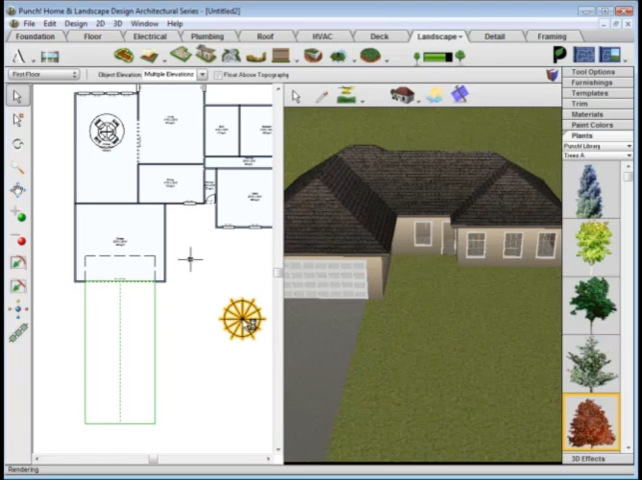 Punch! Home & Landscape Design Architectural Series - [Untitled2]
File Edit Design 2D 3D Window Help
Foundation Floor Electrical Plumbing Roof HVAC Deck Landscape Detail Framing
First Floor Object Elevation: Multiple Elevations Float Above Topography
Tool Options
Furnishings
Templates
Trim
Materials
Paint Colors
Plants
Punch! Library
Trees A
3D Effects
Rendering